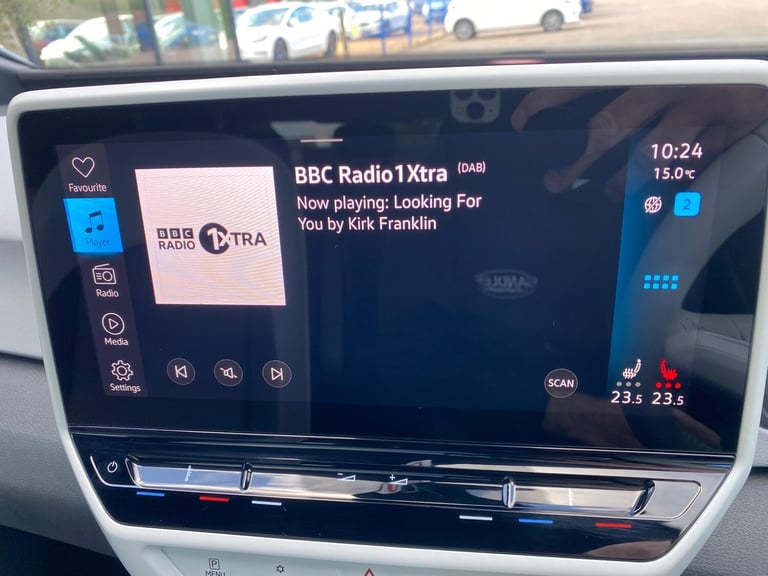 Favourite
Player
Radio
Media
Settings
BBC
RADIO
1XTRA
BBC Radio1Xtra (DAB)
Now playing: Looking For
You by Kirk Franklin
SCAN
10:24
15.0°C
2
23.5 23.5
P
MENU